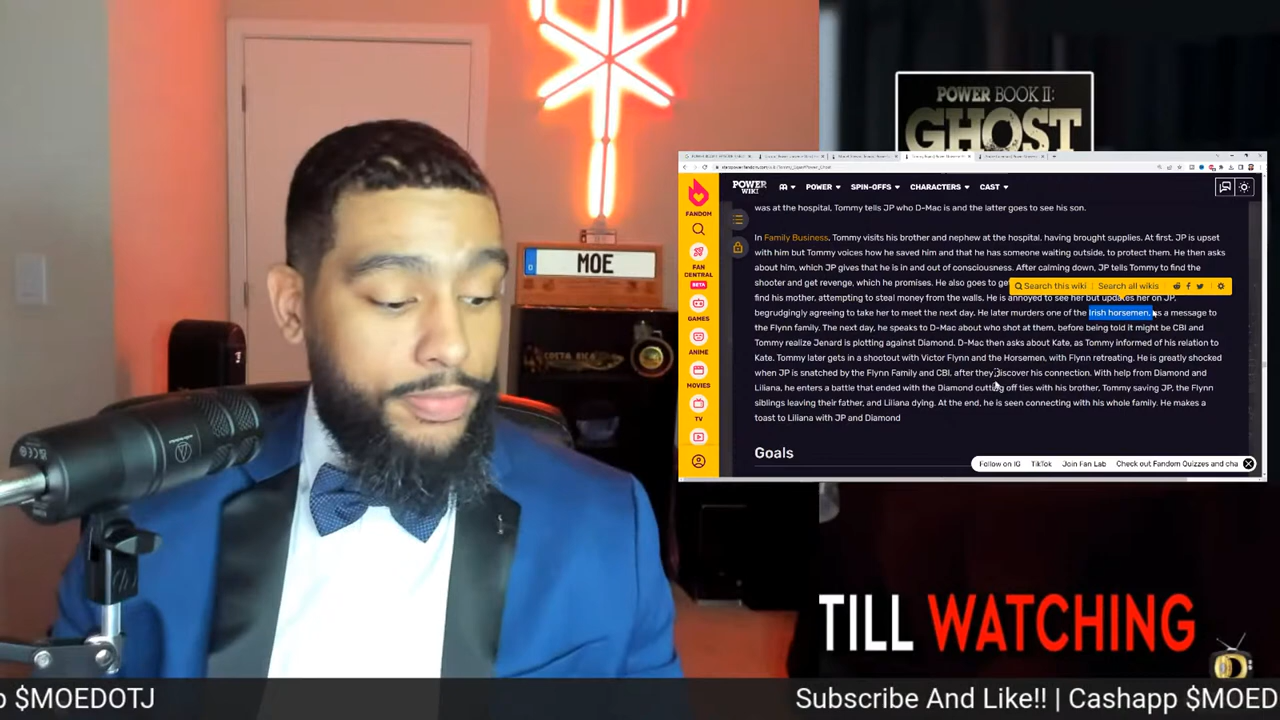 POWER BOOK II:
GHOST
POWER
WIKI
POWER
SPIN-OFFS
CHARACTERS
CAST
FANDOM
FAN
CENTRAL
BETA
GAMES
ANIME
MOVIES
TV
was at the hospital, Tommy tells JP who D-Mac is and the latter goes to see his son.
In Family Business, Tommy visits his brother and nephew at the hospital, having brought supplies. At first, JP is upset
with him but Tommy voices how he saved him and that he has someone waiting outside, to protect them. He then asks
about him, which JP gives that he is in and out of consciousness. After calming down, JP tells Tommy to find the
shooter and get revenge, which he promises. He also goes to
Search this wiki
Search all wikis
find his mother, attempting to steal money from the walls. He is annoyed to see her but updates her on JP,
begrudgingly agreeing to take her to meet the next day. He later murders one of the Irish horsemen, as a message to
the Flynn family. The next day, he speaks to D-Mac about who shot at them, before being told it might be CBI and
Tommy realize Jenard is plotting against Diamond. D-Mac then asks about Kate, as Tommy informed of his relation to
Kate. Tommy later gets in a shootout with Victor Flynn and the Horsemen, with Flynn retreating. He is greatly shocked
when JP is snatched by the Flynn Family and CBI, after they discover his connection. With help from Diamond and
Liliana, he enters a battle that ended with the Diamond cutting off ties with his brother, Tommy saving JP, the Flynn
siblings leaving their father, and Liliana dying. At the end, he is seen connecting with his whole family. He makes a
toast to Liliana with JP and Diamond
Goals
Follow on IG
TikTok
Join Fan Lab
Check out Fandom Quizzes and cha
MOE
COSTA RICA
TILL WATCHING
$MOEDOTJ
Subscribe And Like!! | Cashapp $MOED